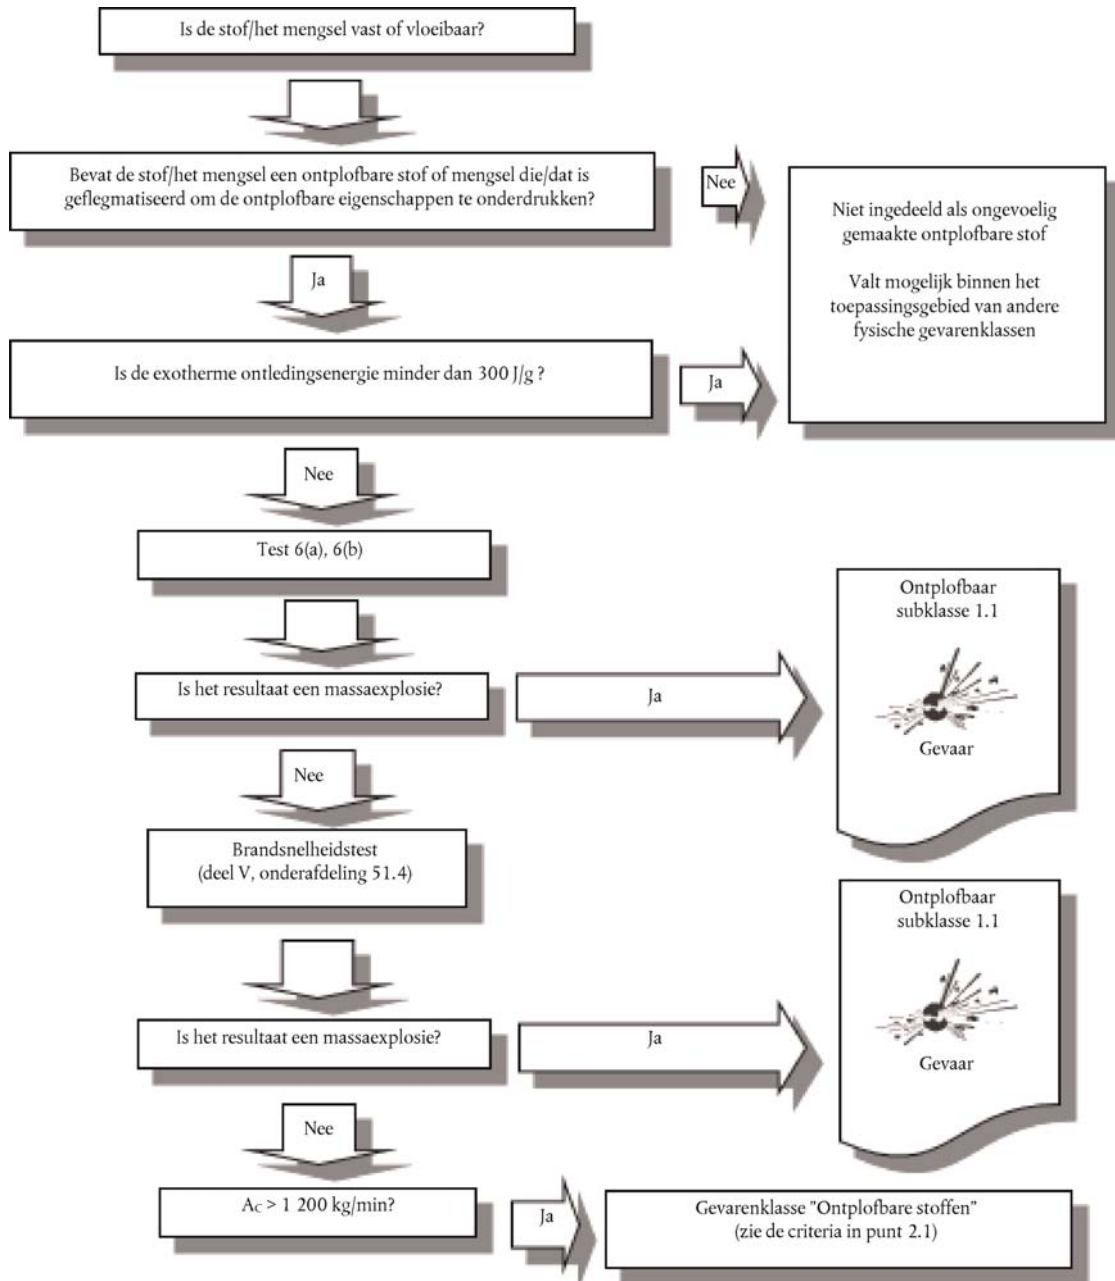 Is de stof/het mengsel vast of vloeibaar?
Bevat de stof/het mengsel een ontplofbare stof of mengsel die/dat is
geflegmatiseerd om de ontplofbare eigenschappen te onderdrukken?
Nee
Niet ingedeeld als ongevoelig
gemaakte ontplofbare stof
Valt mogelijk binnen het
toepassingsgebied van andere
fysische gevarenklassen
Ja
Is de exotherme ontledingsenergie minder dan 300 J/g ?
Ja
Nee
Test 6(a), 6(b)
Is het resultaat een massaexplosie?
Ja
Ontplofbaar
subklasse 1.1
Gevaar
Nee
Brandsnelheidstest
(deel V, onderafdeling 51.4)
Is het resultaat een massaexplosie?
Ja
Ontplofbaar
subklasse 1.1
Gevaar
Nee
AC > 1 200 kg/min?
Ja
Gevarenklasse "Ontplofbare stoffen"
(zie de criteria in punt 2.1)